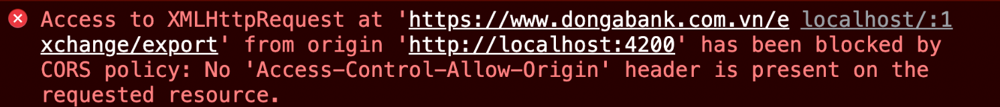 Access to XMLHttpRequest at 'https://www.dongabank.com.vn/e localhost/:1
xchange/export' from origin 'http://localhost:4200' has been blocked by
CORS policy: No 'Access-Control-Allow-Origin' header is present on the
requested resource.